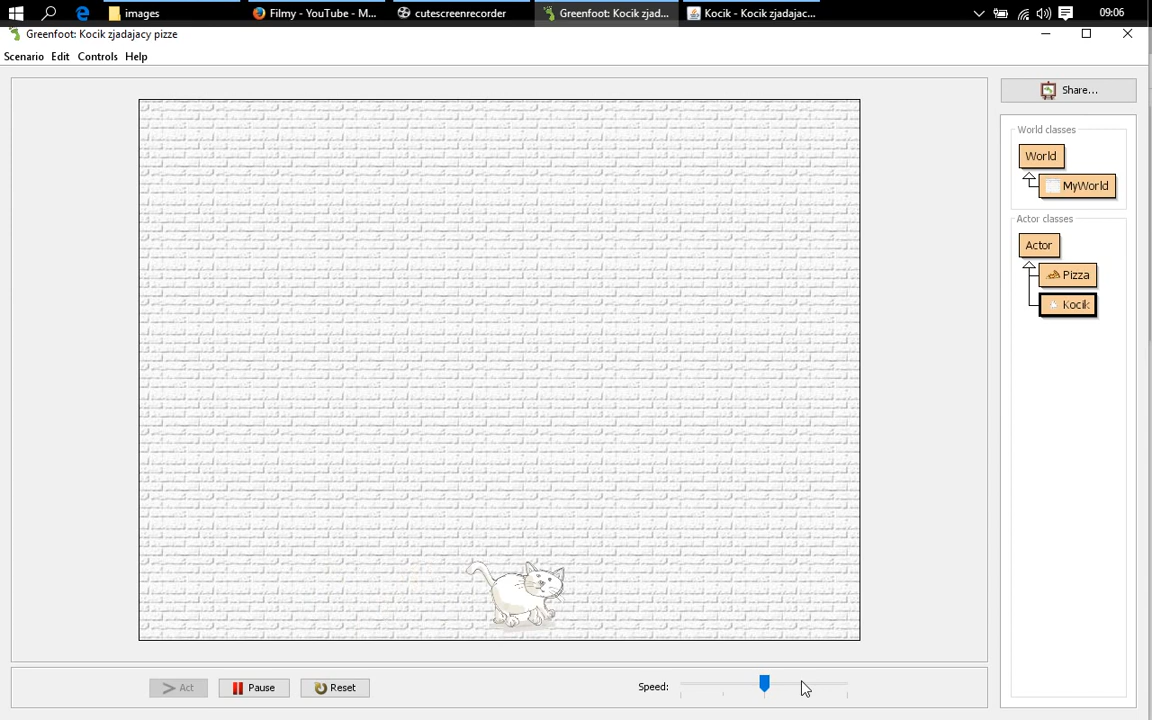 images
Filmy - YouTube - M...
cutescreenrecorder
Greenfoot: Kocik zjad...
Kocik - Kocik zjadajac...
09:06
Greenfoot: Kocik zjadajacy pizze
Scenario Edit Controls Help
Share...
World classes
World
MyWorld
Actor classes
Actor
Pizza
Kocik
Act
Pause
Reset
Speed: